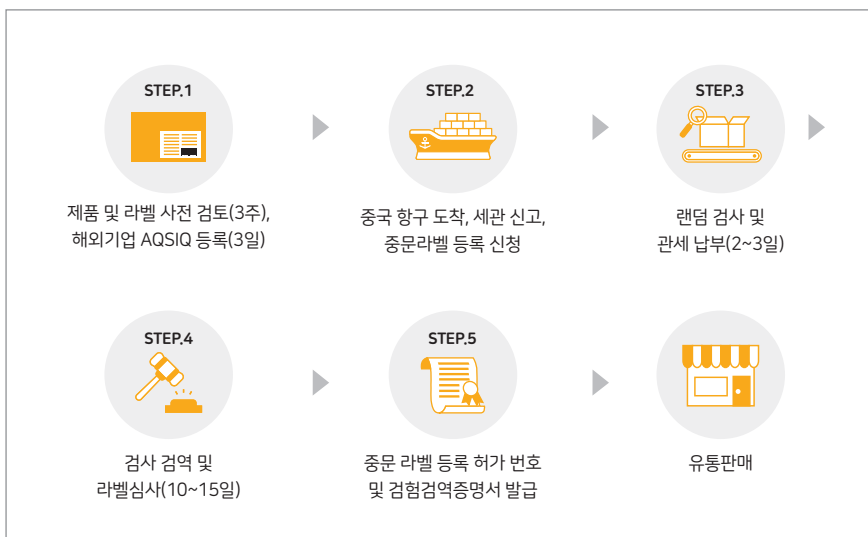 STEP.1
제품 및 라벨 사전 검토(3주),
해외기업 AQSIQ 등록(3일)
STEP.2
중국 항구 도착, 세관 신고,
중문라벨 등록 신청
STEP.3
랜덤 검사 및
관세 납부(2~3일)
STEP.4
검사 검역 및
라벨심사(10~15일)
STEP.5
중문 라벨 등록 허가 번호
및 검험검역증명서 발급
유통판매